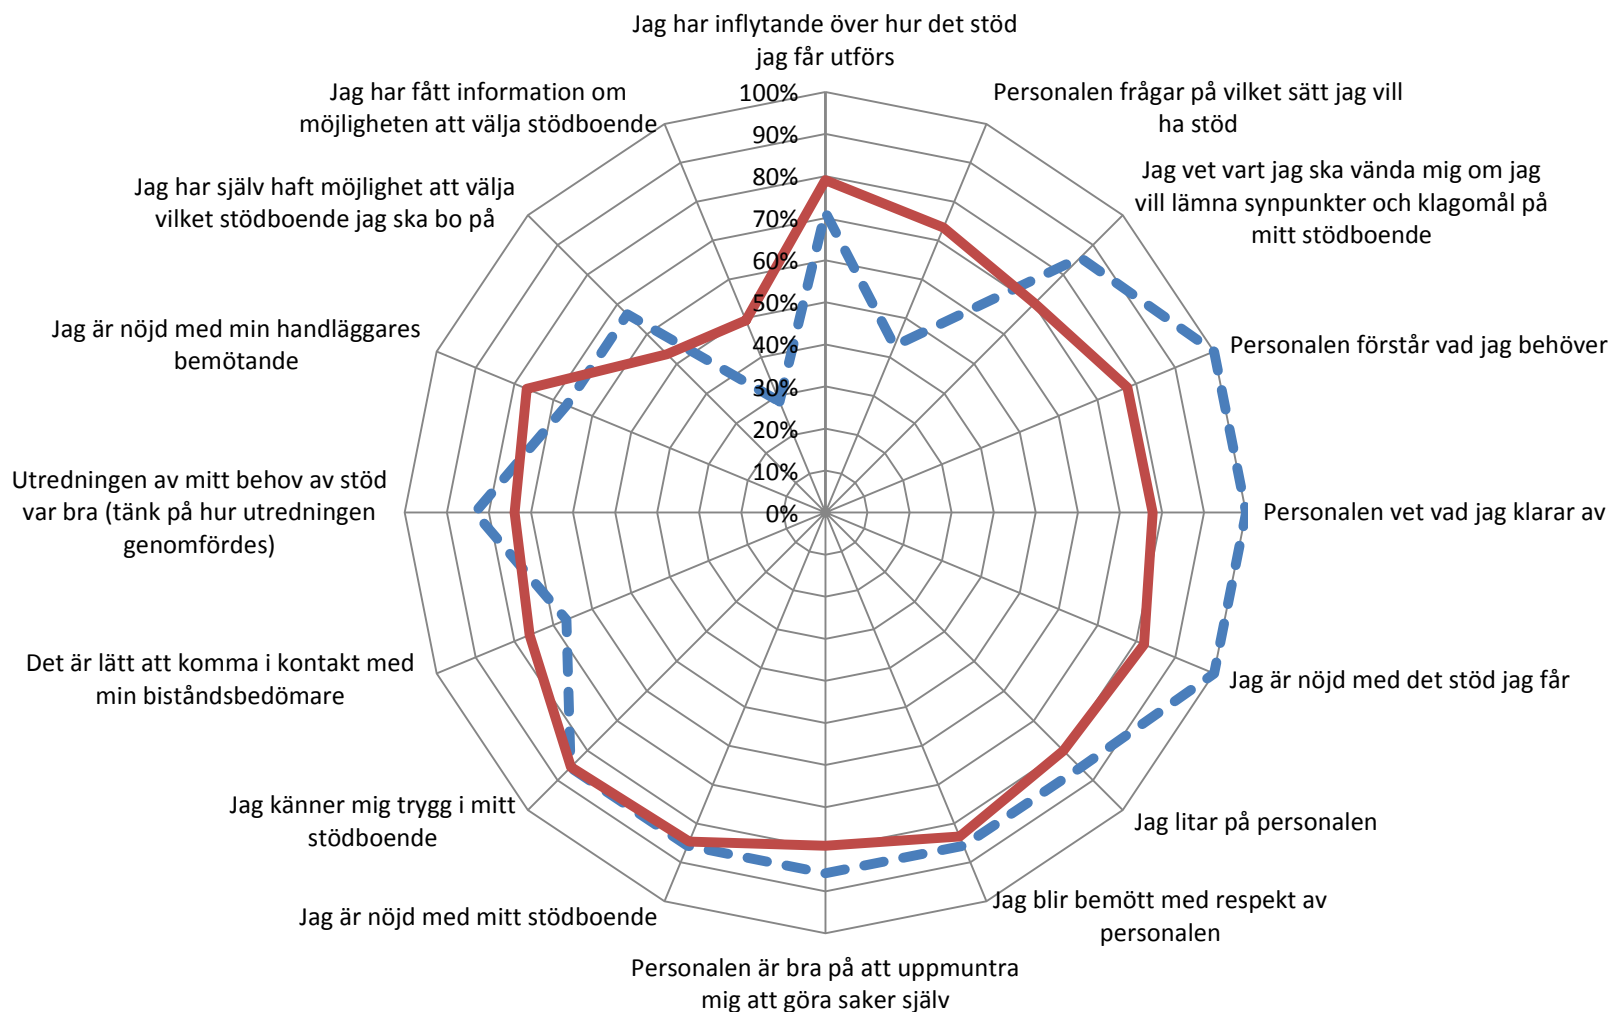 Jag har inflytande över hur det stöd
jag får utförs
Personalen frågar på vilket sätt jag vill
ha stöd
Jag vet vart jag ska vända mig om jag
vill lämna synpunkter och klagomål på
mitt stödboende
Personalen förstår vad jag behöver
Personalen vet vad jag klarar av
Jag är nöjd med det stöd jag får
Jag litar på personalen
Jag blir bemött med respekt av
personalen
Personalen är bra på att uppmuntra
mig att göra saker själv
Jag är nöjd med mitt stödboende
Jag känner mig trygg i mitt
stödboende
Det är lätt att komma i kontakt med
min biståndsbedömare
Utredningen av mitt behov av stöd
var bra (tänk på hur utredningen
genomfördes)
Jag är nöjd med min handläggares
bemötande
Jag har själv haft möjlighet att välja
vilket stödboende jag ska bo på
Jag har fått information om
möjligheten att välja stödboende
100%
90%
80%
70%
60%
50%
40%
30%
20%
10%
0%